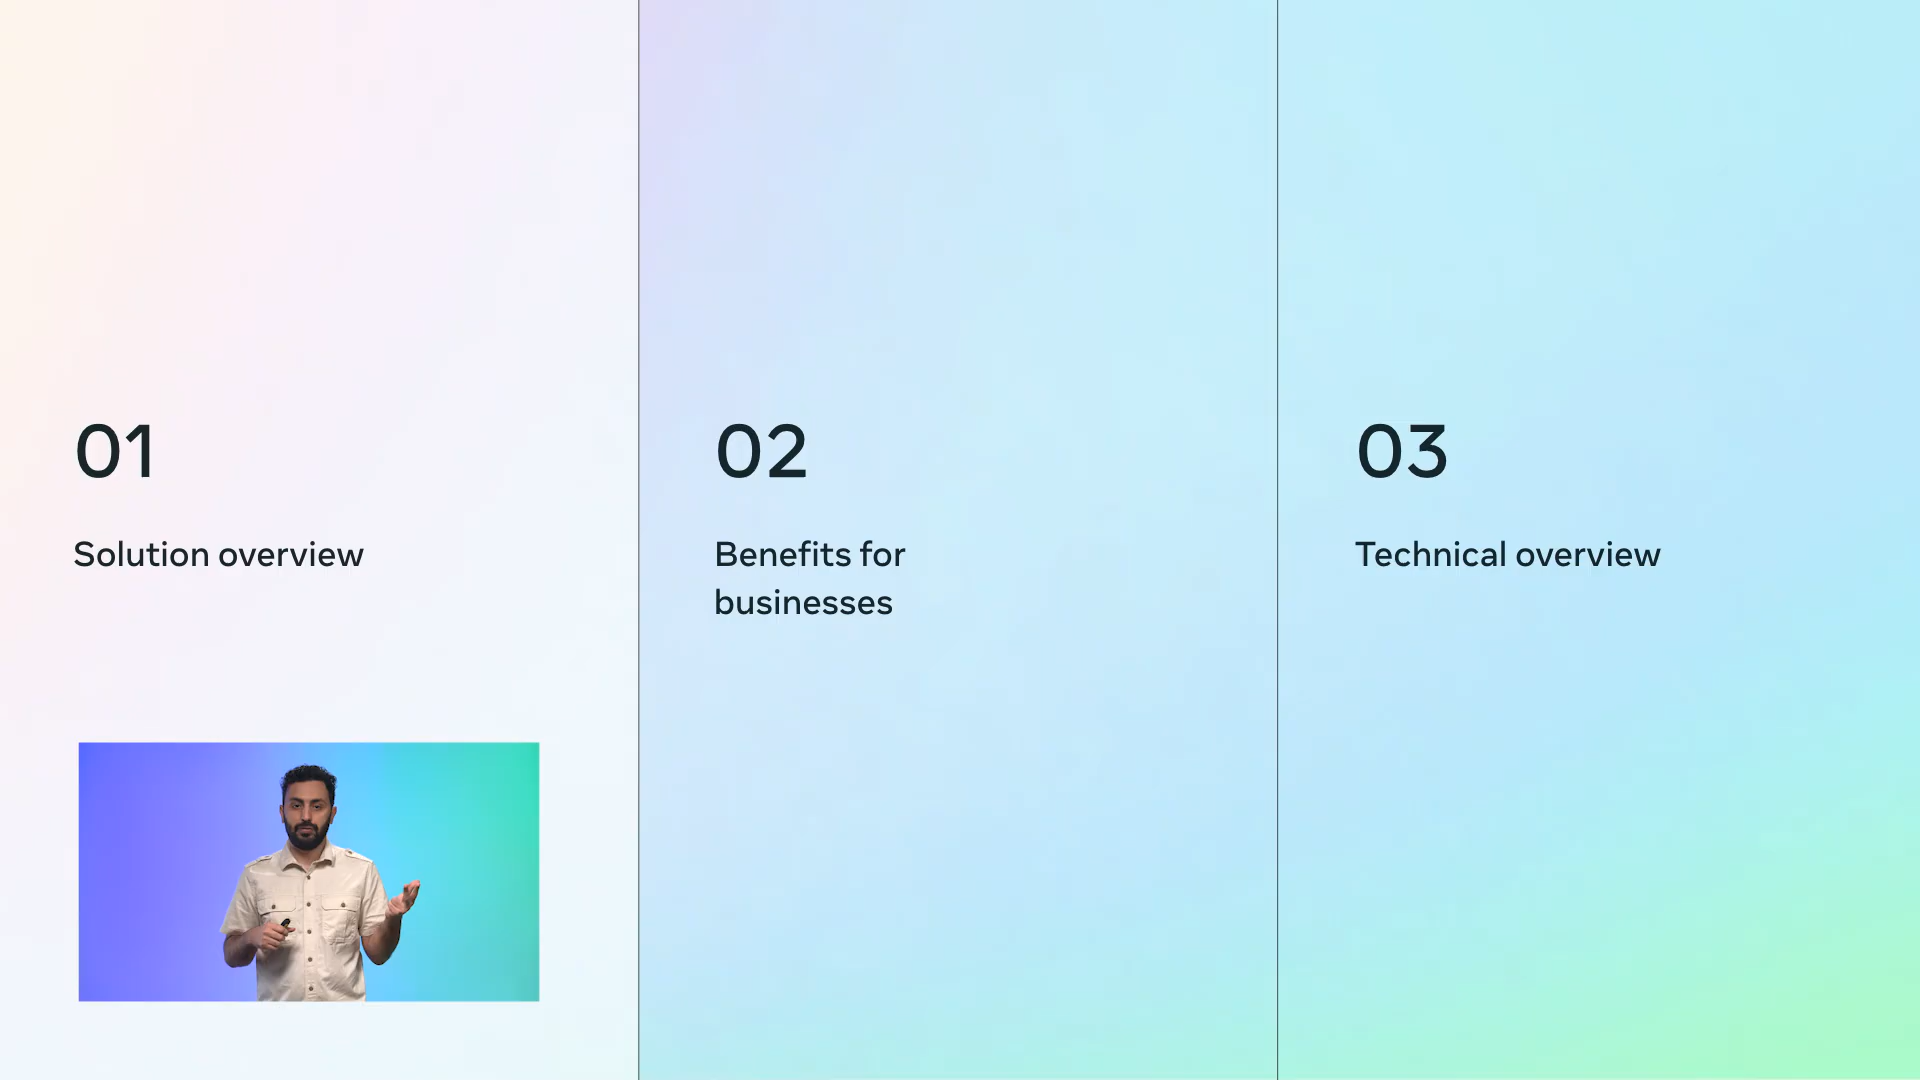 01
Solution overview
02
Benefits for
businesses
03
Technical overview